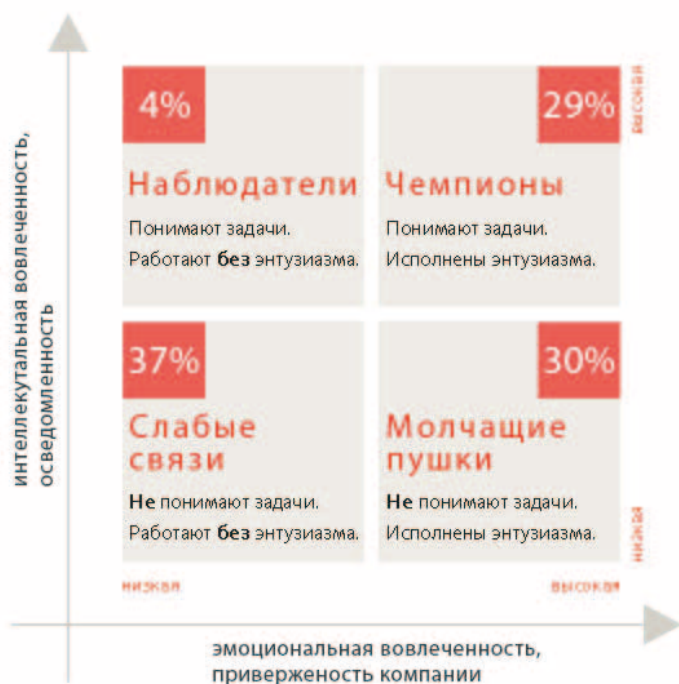 интеллекутальная вовлеченность,
осведомленность
4%
Наблюдатели
Понимают задачи.
Работают без энтузиазма.
29%
Чемпионы
Понимают задачи.
Исполнены энтузиазма.
высокая
37%
Слабые
связи
Не понимают задачи.
Работают без энтузиазма.
30%
Молчащие
пушки
Не понимают задачи.
Исполнены энтузиазма.
низкая
низкая
высокая
эмоциональная вовлеченность,
приверженость компании